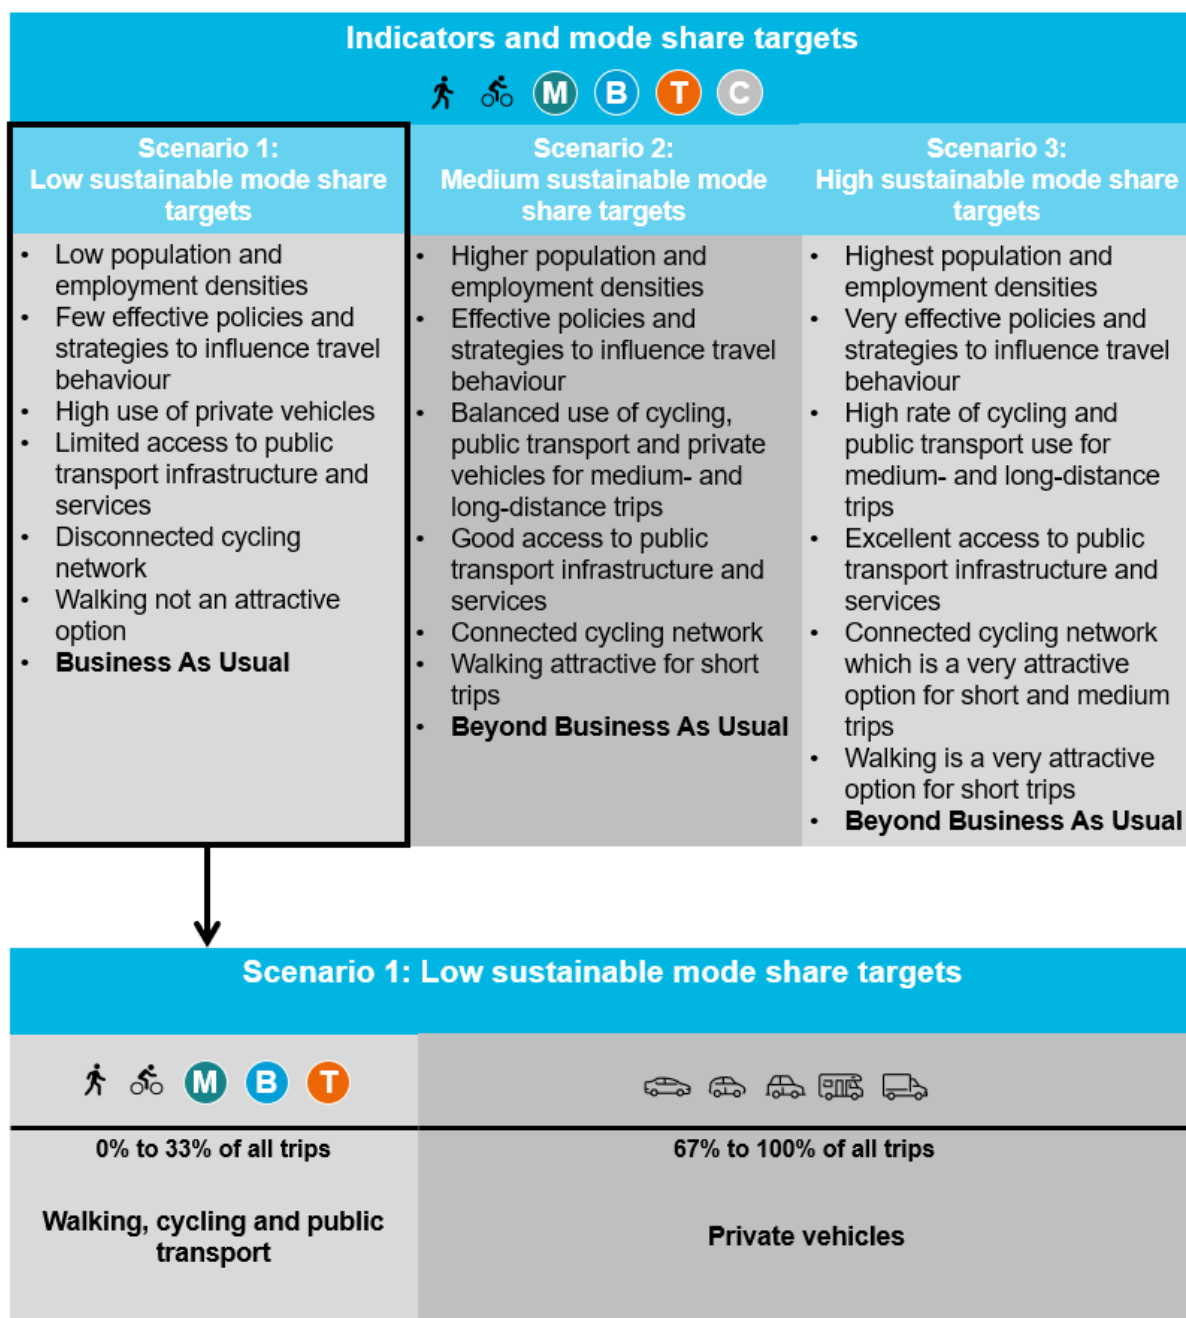 Indicators and mode share targets
M B T C
Scenario 1:
Low sustainable mode share
targets
• Low population and
employment densities
• Few effective policies and
strategies to influence travel
behaviour
• High use of private vehicles
• Limited access to public
transport infrastructure and
services
• Disconnected cycling
network
• Walking not an attractive
option
• Business As Usual
Scenario 2:
Medium sustainable mode
share targets
• Higher population and
employment densities
• Effective policies and
strategies to influence travel
behaviour
• Balanced use of cycling,
public transport and private
vehicles for medium- and
long-distance trips
• Good access to public
transport infrastructure and
services
• Connected cycling network
• Walking attractive for short
trips
• Beyond Business As Usual
Scenario 3:
High sustainable mode share
targets
• Highest population and
employment densities
• Very effective policies and
strategies to influence travel
behaviour
• High rate of cycling and
public transport use for
medium- and long-distance
trips
• Excellent access to public
transport infrastructure and
services
• Connected cycling network
which is a very attractive
option for short and medium
trips
• Walking is a very attractive
option for short trips
• Beyond Business As Usual
Scenario 1: Low sustainable mode share targets
M B T
0% to 33% of all trips
Walking, cycling and public
transport
67% to 100% of all trips
Private vehicles